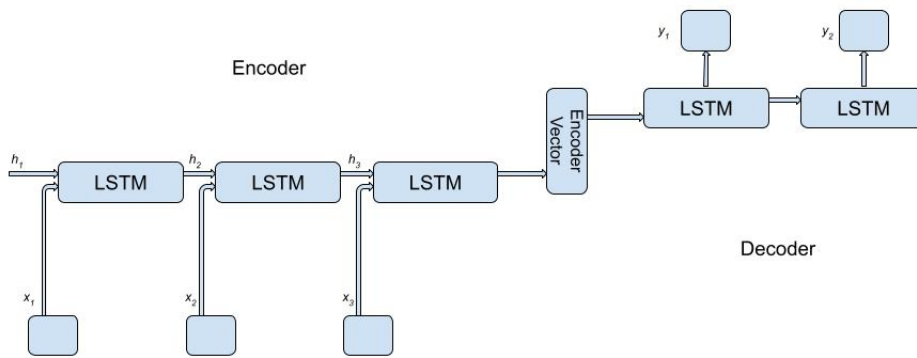 y1
y2
Encoder
LSTM
LSTM
Encoder
Vector
h1
h2
h3
LSTM
LSTM
LSTM
Decoder
x1
x2
x3